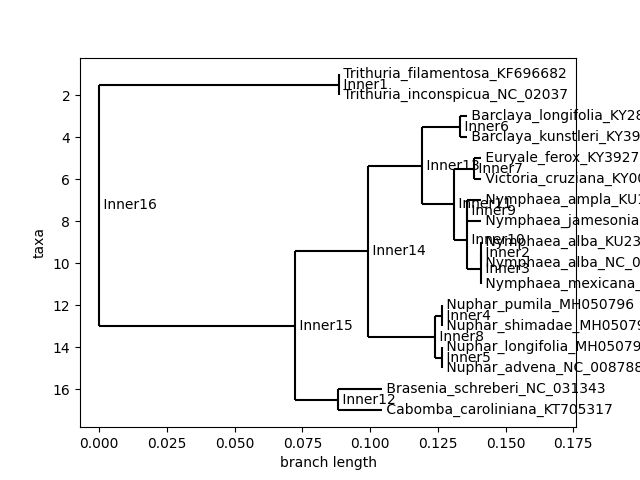 Trithuria_filamentosa_KF696682
Inner1
Trithuria_inconspicua_NC_02037
2
Barclaya_longifolia_KY28
Inner6
4
Barclaya_kunstleri_KY39
Euryale_ferox_KY3927
Inner13
Inner7
6
Victoria_cruziana_KY00
Nymphaea_ampla_KU1
Inner16
Inner11
Inner9
8
Nymphaea_jamesonia
Inner10
Nymphaea_alba_KU23
taxa
Inner14
Inner2
10
Nymphaea_alba_NC_0
Inner3
Nymphaea_mexicana_
12
Nuphar_pumila_MH050796
Inner4
Inner15
Nuphar_shimadae_MH05079
Inner8
14
Nuphar_longifolia_MH05079
Inner5
Nuphar_advena_NC_008788
16
Brasenia_schreberi_NC_031343
Inner12
Cabomba_caroliniana_KT705317
0.000 0.025 0.050 0.075 0.100 0.125 0.150 0.175
branch length